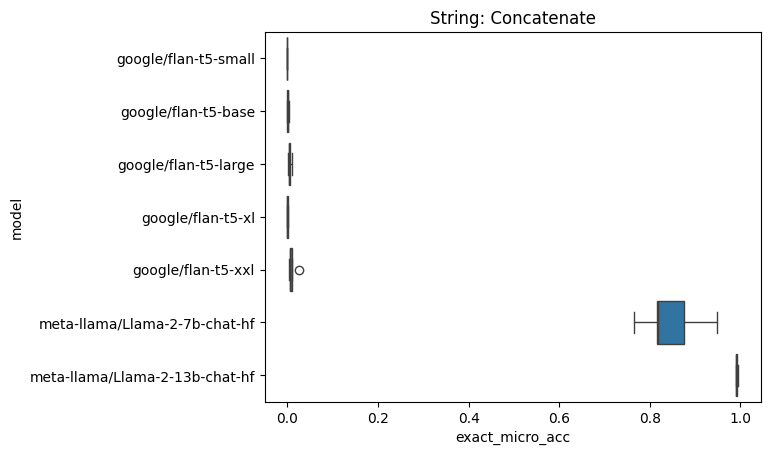 String: Concatenate
google/flan-t5-small
google/flan-t5-base
google/flan-t5-large
google/flan-t5-xl
google/flan-t5-xxl
meta-llama/Llama-2-7b-chat-hf
meta-llama/Llama-2-13b-chat-hf
model
0.0 0.2 0.4 0.6 0.8 1.0
exact_micro_acc